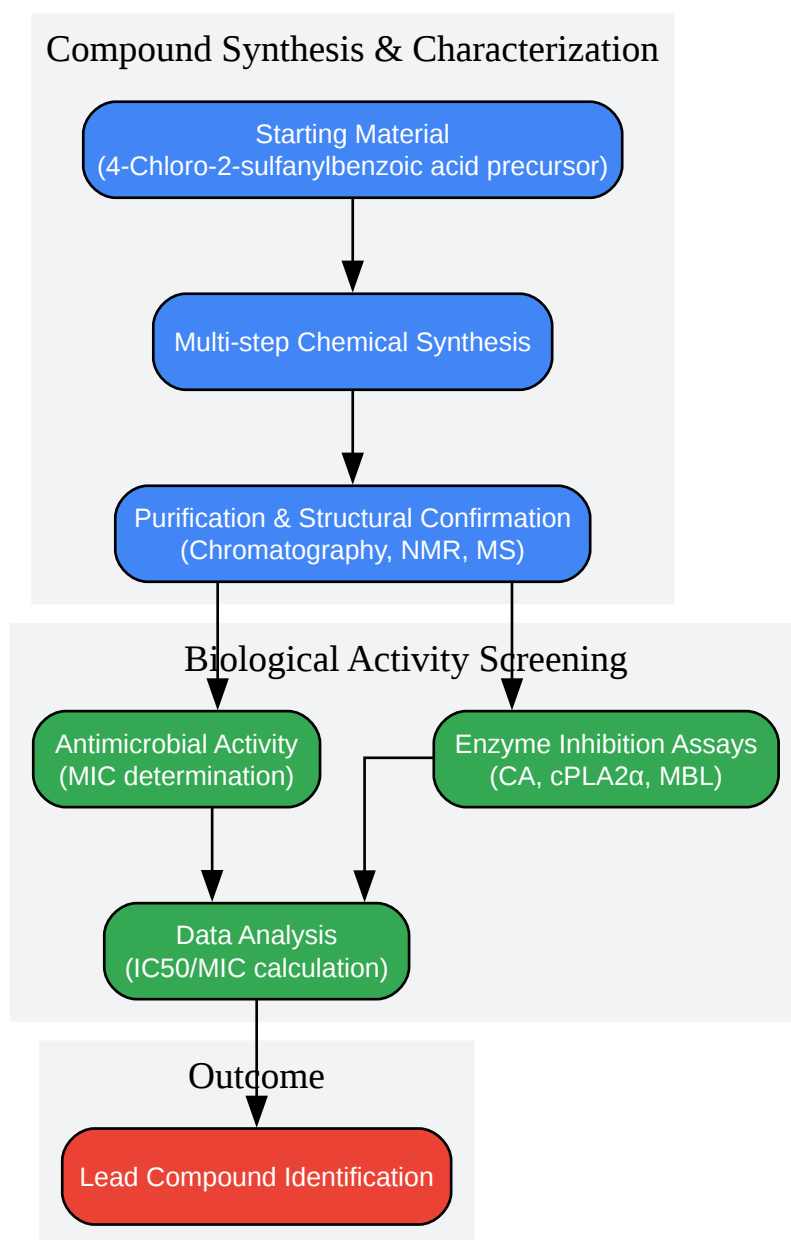 Compound Synthesis & Characterization
Starting Material
(4-Chloro-2-sulfanylbenzoic acid precursor)
Multi-step Chemical Synthesis
Purification & Structural Confirmation
(Chromatography, NMR, MS)
Biological Activity Screening
Antimicrobial Activity
(MIC determination)
Enzyme Inhibition Assays
(CA, cPLA2α, MBL)
Data Analysis
(IC50/MIC calculation)
Outcome
Lead Compound Identification